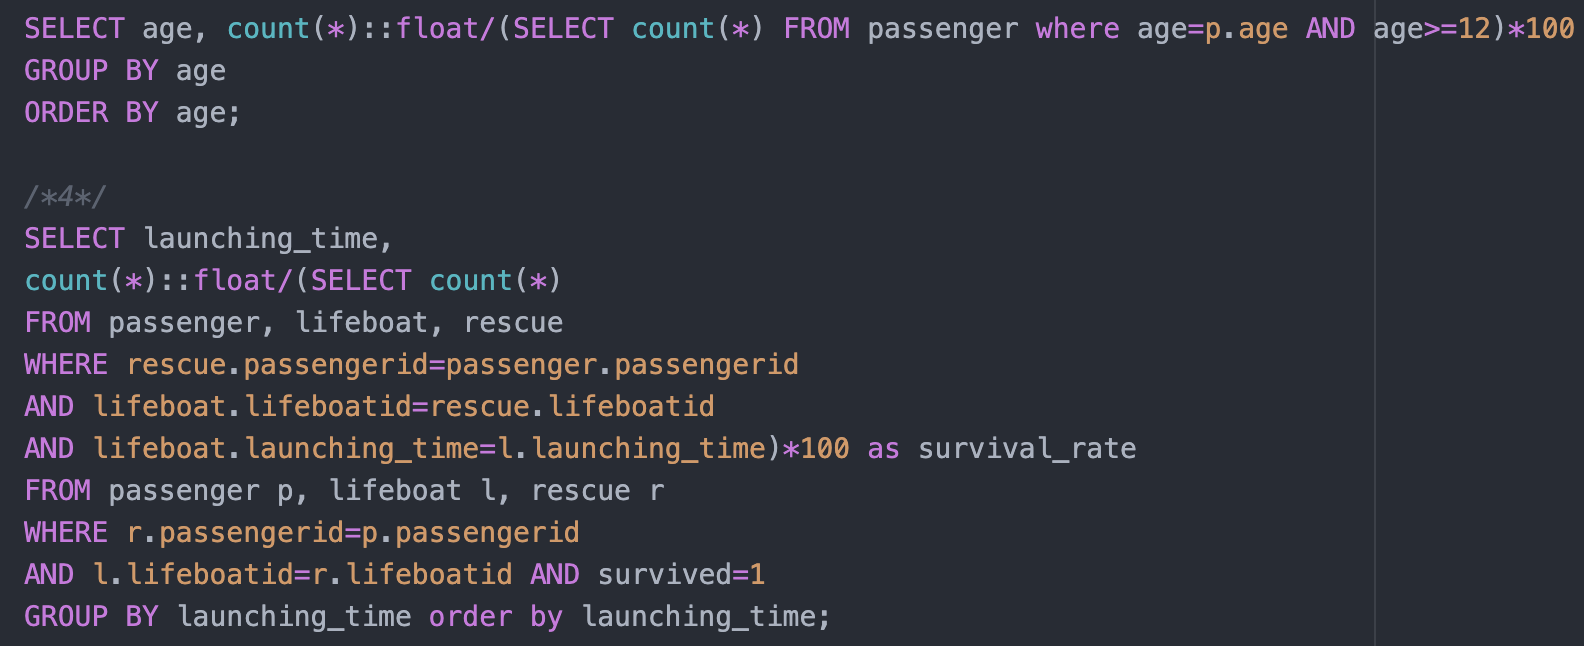 SELECT age, count(*)::float/(SELECT count(*) FROM passenger where age=p.age AND age>=12)*100
GROUP BY age
ORDER BY age;
/*4*/
SELECT launching_time,
count(*)::float/(SELECT count(*)
FROM passenger, lifeboat, rescue
WHERE rescue.passengerid=passenger.passengerid
AND lifeboat.lifeboatid=rescue.lifeboatid
AND lifeboat.launching_time=l.launching_time)*100 as survival_rate
FROM passenger p, lifeboat l, rescue r
WHERE r.passengerid=p.passengerid
AND l.lifeboatid=r.lifeboatid AND survived=1
GROUP BY launching_time order by launching_time;